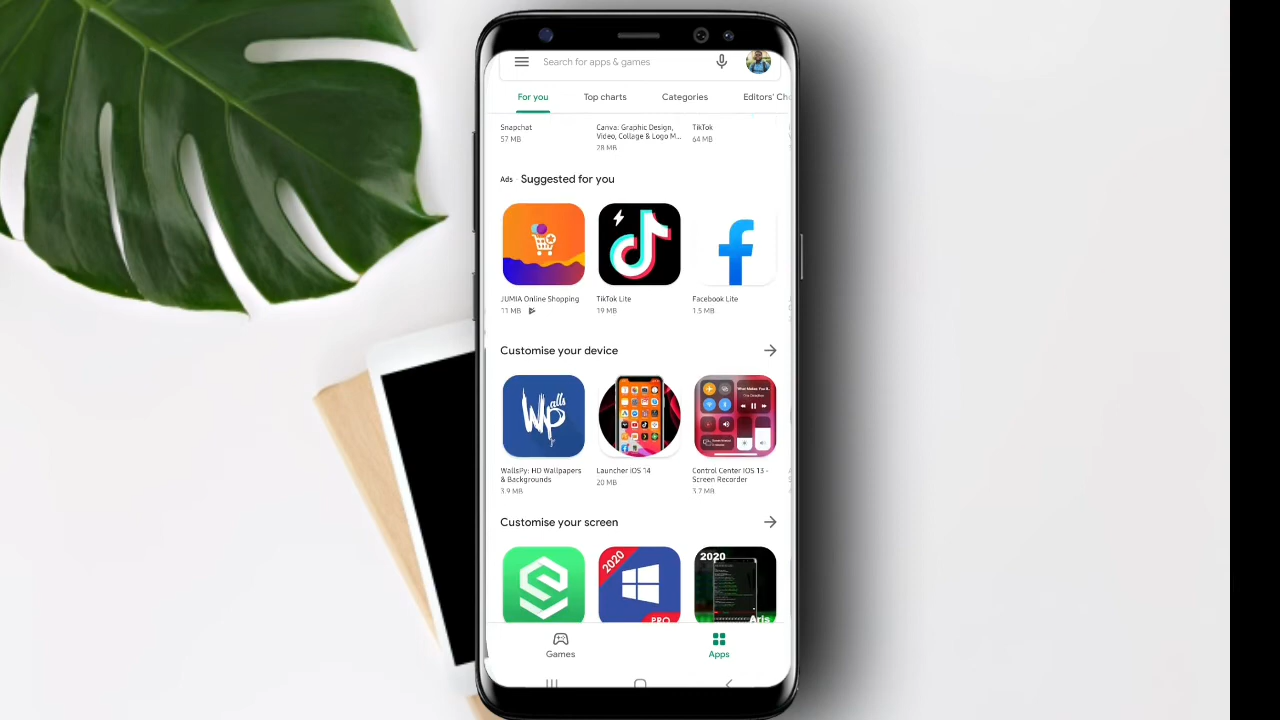 Search for apps & games
For you Top charts Categories Editors' Ch
Snapchat
57 MB
Canva: Graphic Design,
Video, Collage & Logo M...
28 MB
TikTok
64 MB
Ads · Suggested for you
JUMIA Online Shopping
11 MB
TikTok Lite
19 MB
Facebook Lite
1.5 MB
Customise your device
Walls
WallsPy: HD Wallpapers
& Backgrounds
3.9 MB
Launcher iOS 14
20 MB
Control Center IOS 13 -
Screen Recorder
3.7 MB
Customise your screen
2020
PRO
2020
Aris
Games
Apps